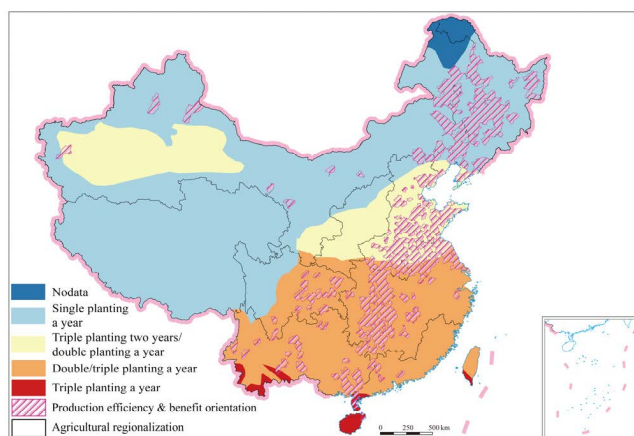 Nodata
Single planting
a year
Triple planting two years/
double planting a year
Double/triple planting a year
Triple planting a year
Production efficiency & benefit orientation
Agricultural regionalization
0 250 500 km